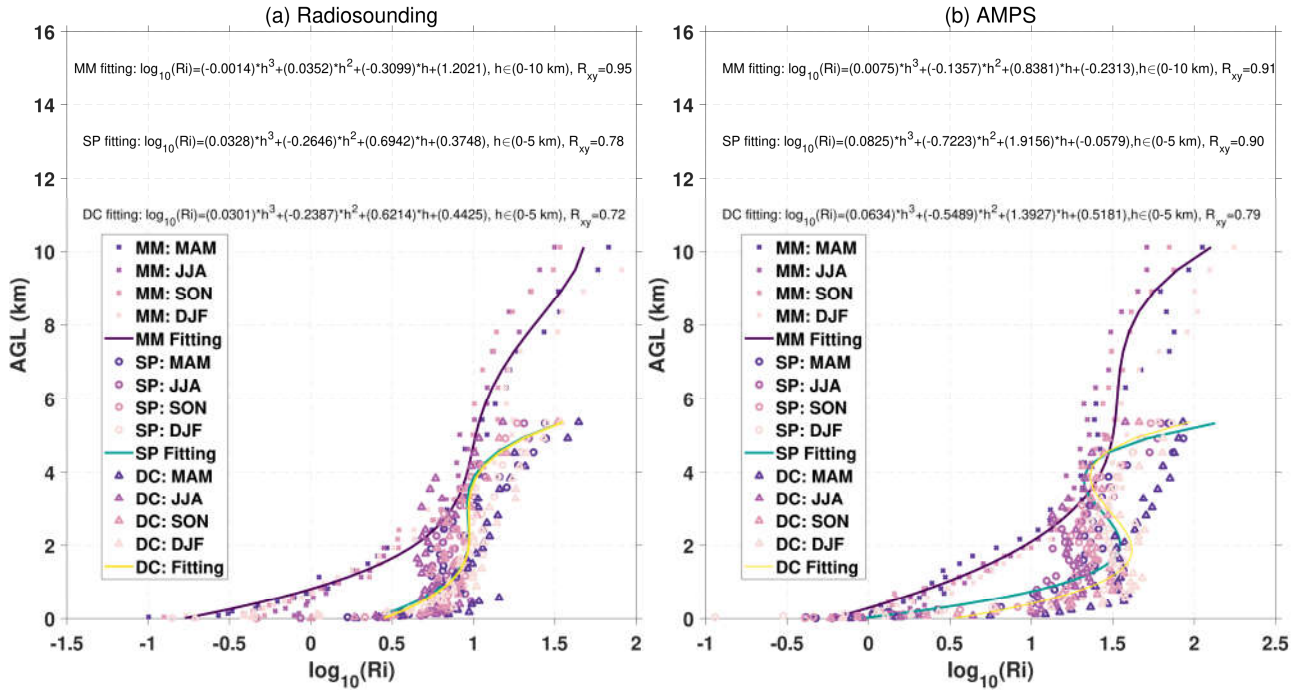 (a) Radiosounding
MM fitting: log10(Ri)=(-0.0014)*h3+(0.0352)*h2+(-0.3099)*h+(1.2021), h∈(0-10 km), Rxy=0.95
SP fitting: log10(Ri)=(0.0328)*h3+(-0.2646)*h2+(0.6942)*h+(0.3748), h∈(0-5 km), Rxy=0.78
DC fitting: log10(Ri)=(0.0301)*h3+(-0.2387)*h2+(0.6214)*h+(0.4425), h∈(0-5 km), Rxy=0.72
MM: MAM
MM: JJA
MM: SON
MM: DJF
MM Fitting
SP: MAM
SP: JJA
SP: SON
SP: DJF
SP Fitting
DC: MAM
DC: JJA
DC: SON
DC: DJF
DC: Fitting
AGL (km)
16
14
12
10
8
6
4
2
0
-1.5 -1 -0.5 0 0.5 1 1.5 2
log10(Ri)
(b) AMPS
MM fitting: log10(Ri)=(0.0075)*h3+(-0.1357)*h2+(0.8381)*h+(-0.2313),h∈(0-10 km), Rxy=0.91
SP fitting: log10(Ri)=(0.0825)*h3+(-0.7223)*h2+(1.9156)*h+(-0.0579),h∈(0-5 km), Rxy=0.90
DC fitting: log10(Ri)=(0.0634)*h3+(-0.5489)*h2+(1.3927)*h+(0.5181),h∈(0-5 km), Rxy=0.79
MM: MAM
MM: JJA
MM: SON
MM: DJF
MM Fitting
SP: MAM
SP: JJA
SP: SON
SP: DJF
SP Fitting
DC: MAM
DC: JJA
DC: SON
DC: DJF
DC Fitting
AGL (km)
16
14
12
10
8
6
4
2
0
-1 -0.5 0 0.5 1 1.5 2 2.5
log10(Ri)